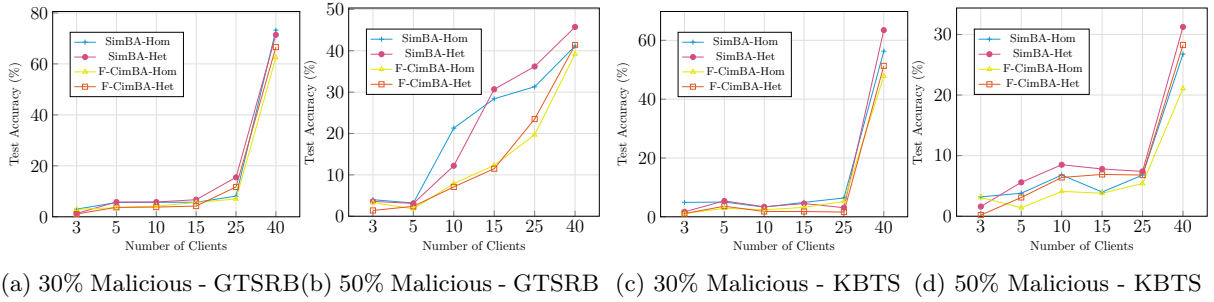 80
60
40
20
0
3 5 10 15 25 40
Number of Clients
Test Accuracy (%)
SimBA-Hom
SimBA-Het
F-CimBA-Hom
F-CimBA-Het
(a) 30% Malicious - GTSRB
50
40
30
20
10
0
3 5 10 15 25 40
Number of Clients
Test Accuracy (%)
SimBA-Hom
SimBA-Het
F-CimBA-Hom
F-CimBA-Het
(b) 50% Malicious - GTSRB
60
40
20
0
3 5 10 15 25 40
Number of Clients
Test Accuracy (%)
SimBA-Hom
SimBA-Het
F-CimBA-Hom
F-CimBA-Het
(c) 30% Malicious - KBTS
30
20
10
0
3 5 10 15 25 40
Number of Clients
Test Accuracy (%)
SimBA-Hom
SimBA-Het
F-CimBA-Hom
F-CimBA-Het
(d) 50% Malicious - KBTS